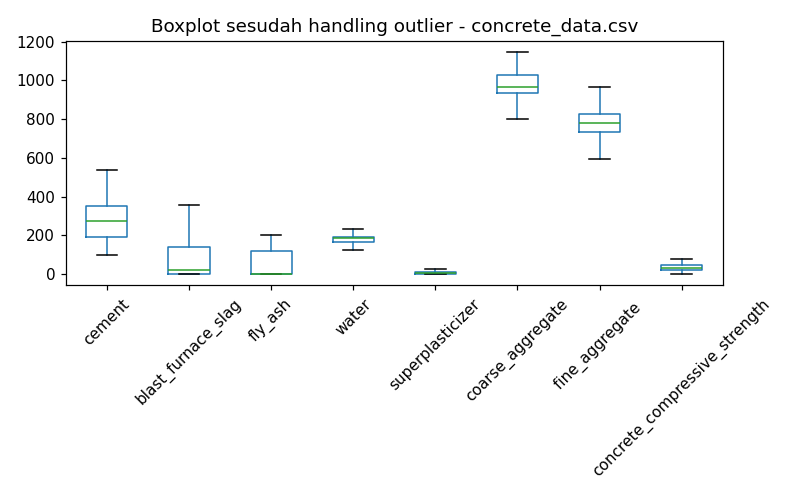 Boxplot sesudah handling outlier - concrete_data.csv
1200
1000
800
600
400
200
0
cement
blast_furnace_slag
fly_ash
water
superplasticizer
coarse_aggregate
fine_aggregate
concrete_compressive_strength